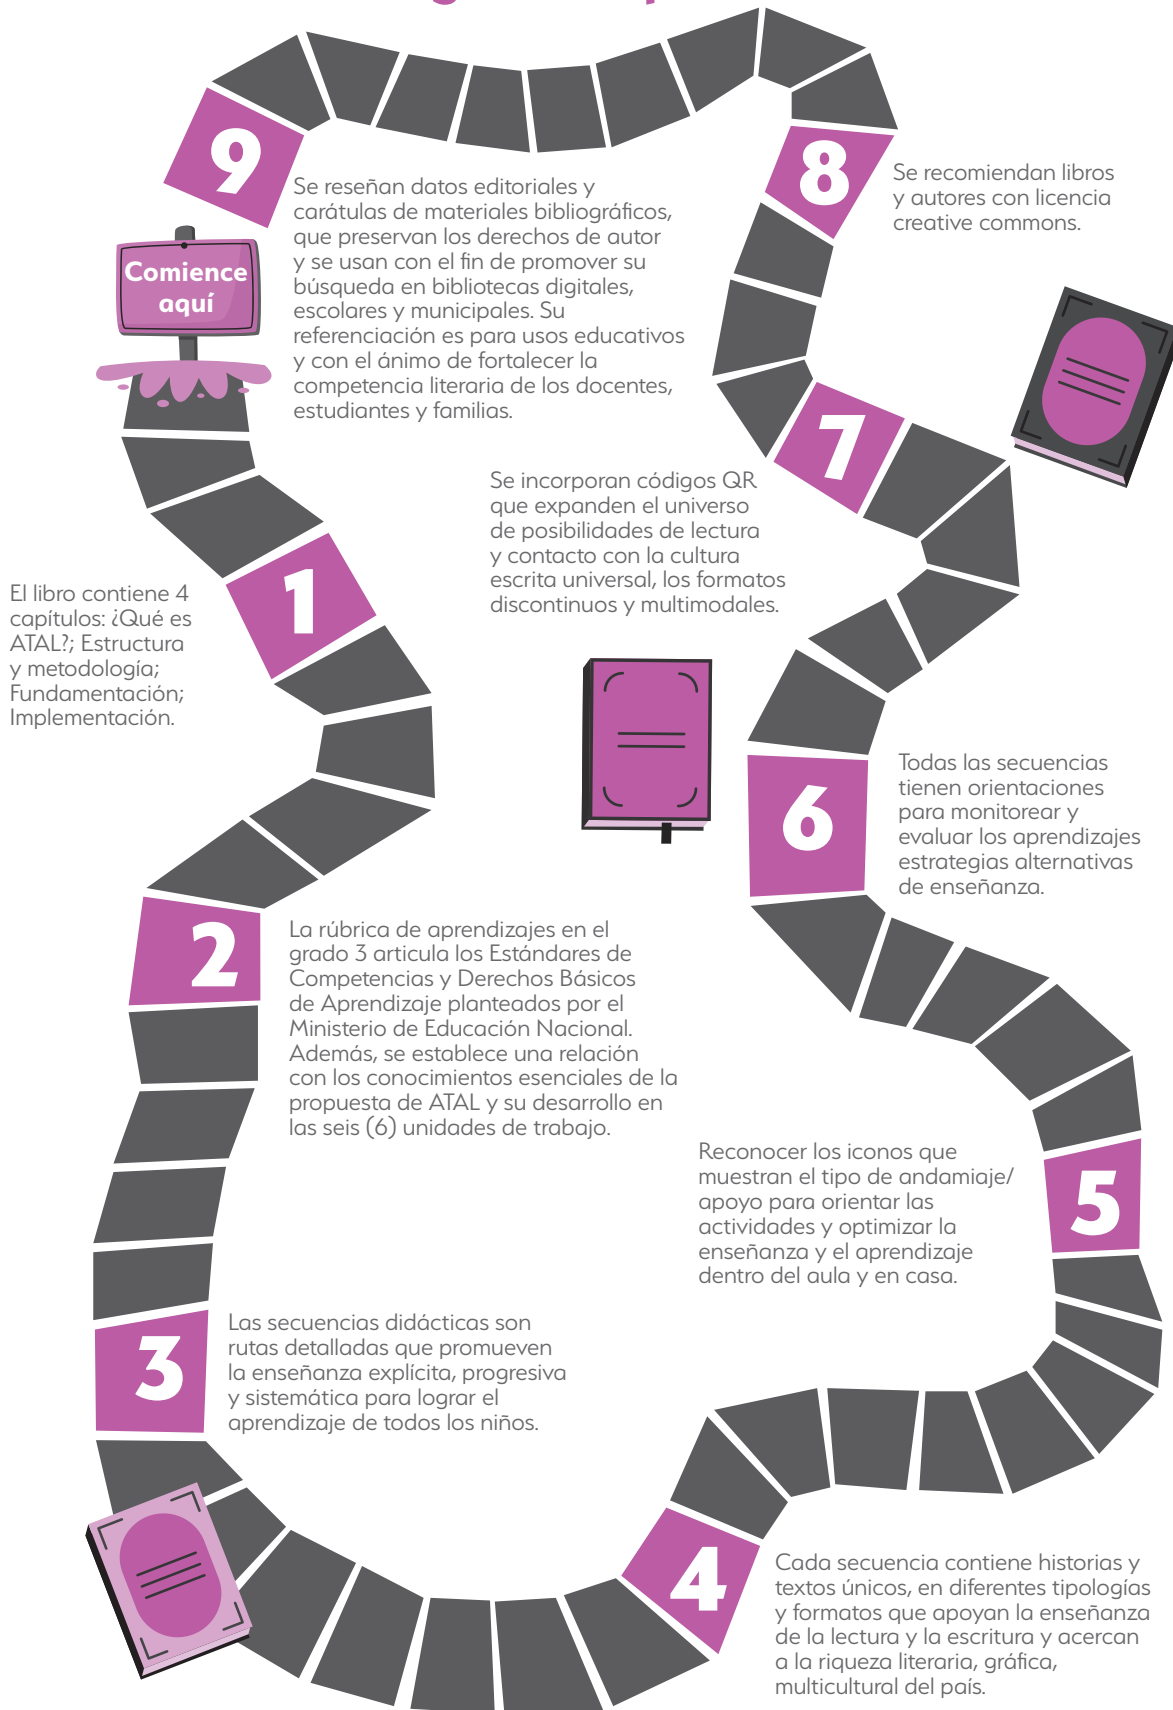 Comience
aquí
1
El libro contiene 4
capítulos: ¿Qué es
ATAL?; Estructura
y metodología;
Fundamentación;
Implementación.
2
La rúbrica de aprendizajes en el
grado 3 articula los Estándares de
Competencias y Derechos Básicos
de Aprendizaje planteados por el
Ministerio de Educación Nacional.
Además, se establece una relación
con los conocimientos esenciales de la
propuesta de ATAL y su desarrollo en
las seis (6) unidades de trabajo.
3
Las secuencias didácticas son
rutas detalladas que promueven
la enseñanza explícita, progresiva
y sistemática para lograr el
aprendizaje de todos los niños.
4
Cada secuencia contiene historias y
textos únicos, en diferentes tipologías
y formatos que apoyan la enseñanza
de la lectura y la escritura y acercan
a la riqueza literaria, gráfica,
multicultural del país.
5
Reconocer los iconos que
muestran el tipo de andamiaje/
apoyo para orientar las
actividades y optimizar la
enseñanza y el aprendizaje
dentro del aula y en casa.
6
Todas las secuencias
tienen orientaciones
para monitorear y
evaluar los aprendizajes
estrategias alternativas
de enseñanza.
7
Se incorporan códigos QR
que expanden el universo
de posibilidades de lectura
y contacto con la cultura
escrita universal, los formatos
discontinuos y multimodales.
8
Se recomiendan libros
y autores con licencia
creative commons.
9
Se reseñan datos editoriales y
carátulas de materiales bibliográficos,
que preservan los derechos de autor
y se usan con el fin de promover su
búsqueda en bibliotecas digitales,
escolares y municipales. Su
referenciación es para usos educativos
y con el ánimo de fortalecer la
competencia literaria de los docentes,
estudiantes y familias.